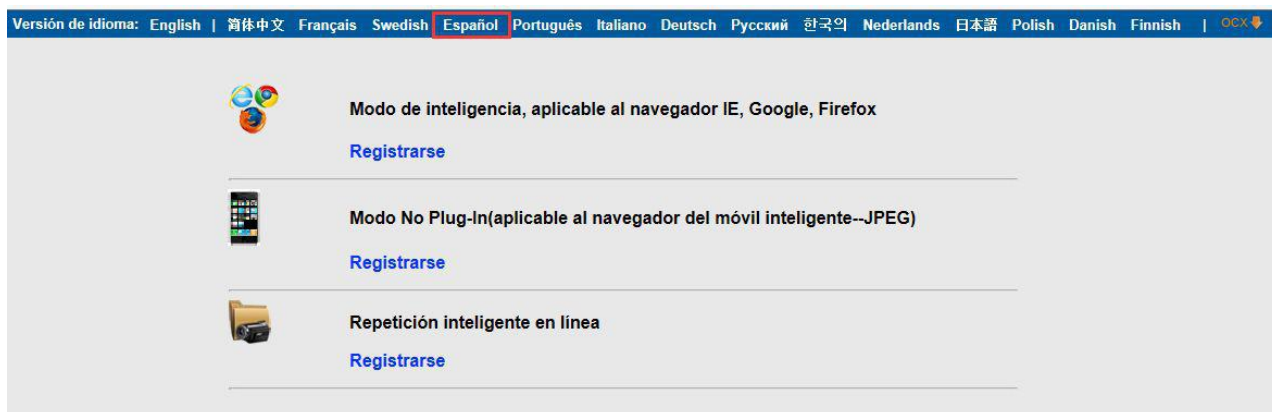 Versión de idioma: English | 简体中文 Français Swedish Español Português Italiano Deutsch Русский 한국의 Nederlands 日本語 Polish Danish Finnish | OCX
Modo de inteligencia, aplicable al navegador IE, Google, Firefox
Registrarse
Modo No Plug-In(aplicable al navegador del móvil inteligente--JPEG)
Registrarse
Repetición inteligente en línea
Registrarse